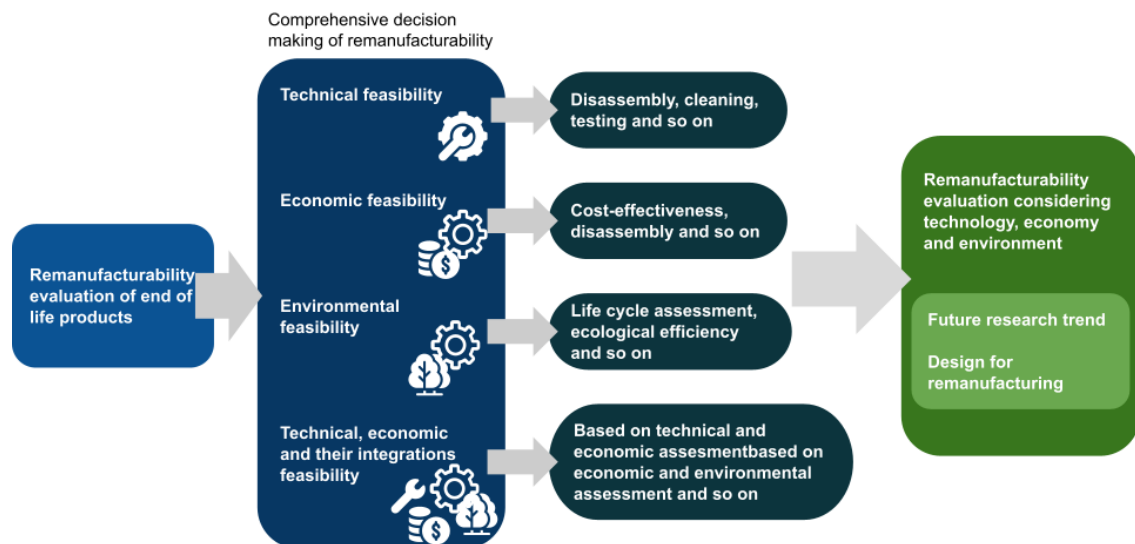 Comprehensive decision
making of remanufacturability
Technical feasibility
Disassembly, cleaning,
testing and so on
Economic feasibility
Cost-effectiveness,
disassembly and so on
Remanufacturability
evaluation of end of
life products
Environmental
feasibility
Life cycle assessment,
ecological efficiency
and so on
Technical, economic
and their integrations
feasibility
Based on technical and
economic assesmentbased on
economic and environmental
assessment and so on
Remanufacturability
evaluation considering
technology, economy
and environment
Future research trend
Design for
remanufacturing
$
$